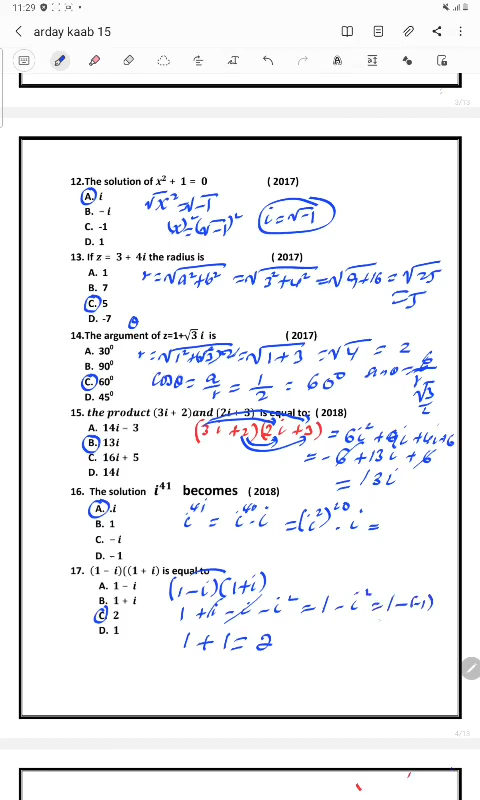 11:29
arday kaab 15
3/13
12.The solution of x² + 1 = 0 ( 2017)
A. i √x² = √-1
B. − i (x)² = (√-1)² i = √-1
C. -1
D. 1
13. If z = 3 + 4i the radius is (2017)
A. 1 r = √a²+b² = √3²+4² = √9+16 = √25
B. 7 = 5
C. 5
D. -7 θ
14.The argument of z=1+√3 i is (2017)
A. 30⁰ = √1+3 = √4 = 2
B. 90⁰
C. 60⁰ cosθ = a/r = 1/2 = 60⁰
D. 45⁰ √3/2
15. the product (3i + 2)and (2i + 3) is equal to: ( 2018)
A. 14i − 3 (3i+2)(2i+3) = 6i² + 9i + 4i + 6
B. 13i = -6 + 13i + 6
C. 16i + 5 = 13i
D. 14i
16. The solution i⁴¹ becomes ( 2018)
A. .i i⁴¹ = i⁴⁰·i = (i²)²⁰·i =
B. 1
C. − i
D. − 1
17. (1 − i)((1 + i) is equal to
A. 1 − i (1-i)(1+i)
B. 1 + i 1+i-i-i² = 1-i² = 1-(-1)
C. 2
D. 1 1+1=2
4/13